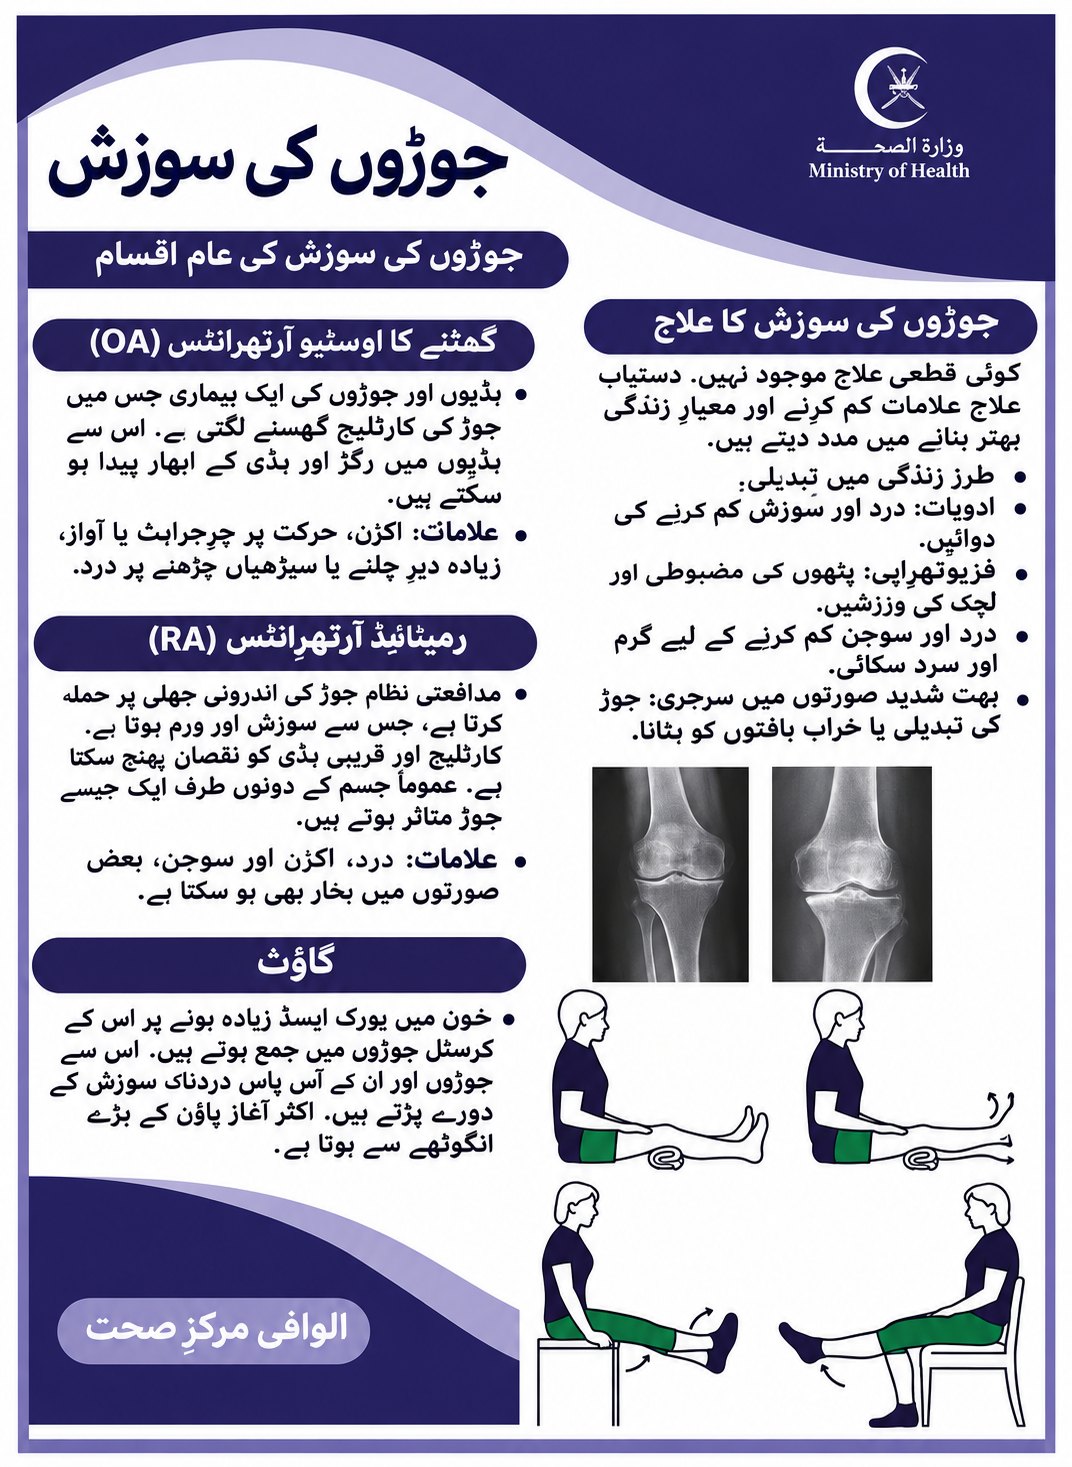 وزارة الصحـــــــة
Ministry of Health
جوڑوں کی سوزش
جوڑوں کی سوزش کی عام اقسام
گھٹنے کا اوسٹیو آرتھرائٹس (OA)
• ہڈیوں اور جوڑوں کی ایک بیماری جس میں
جوڑ کی کارٹلیج گھسنے لگتی ہے۔ اس سے
ہڈیوں میں رگڑ اور ہڈی کے ابھار پیدا ہو
سکتے ہیں۔
• علامات: اکڑن، حرکت پر چرچراہٹ یا آواز،
زیادہ دیر چلنے یا سیڑھیاں چڑھنے پر درد۔
رمیٹائیڈ آرتھرائٹس (RA)
• مدافعتی نظام جوڑ کی اندرونی جھلی پر حملہ
کرتا ہے، جس سے سوزش اور ورم ہوتا ہے۔
کارٹلیج اور قریبی ہڈی کو نقصان پہنچ سکتا
ہے۔ عموماً جسم کے دونوں طرف ایک جیسے
جوڑ متاثر ہوتے ہیں۔
• علامات: درد، اکڑن اور سوجن، بعض
صورتوں میں بخار بھی ہو سکتا ہے۔
گاؤٹ
• خون میں یورک ایسڈ زیادہ ہونے پر اس کے
کرسٹل جوڑوں میں جمع ہوتے ہیں۔ اس سے
جوڑوں اور ان کے آس پاس دردناک سوزش کے
دورے پڑتے ہیں۔ اکثر آغاز پاؤں کے بڑے
انگوٹھے سے ہوتا ہے۔
جوڑوں کی سوزش کا علاج
کوئی قطعی علاج موجود نہیں۔ دستیاب
علاج علامات کم کرنے اور معیارِ زندگی
بہتر بنانے میں مدد دیتے ہیں۔
• طرز زندگی میں تبدیلی:
• ادویات: درد اور سوزش کم کرنے کی
دوائیں۔
• فزیوتھراپی: پٹھوں کی مضبوطی اور
لچک کی ورزشیں۔
• درد اور سوجن کم کرنے کے لیے گرم
اور سرد سکائی۔
• بہت شدید صورتوں میں سرجری: جوڑ
کی تبدیلی یا خراب بافتوں کو ہٹانا۔
الوافی مرکزِ صحت